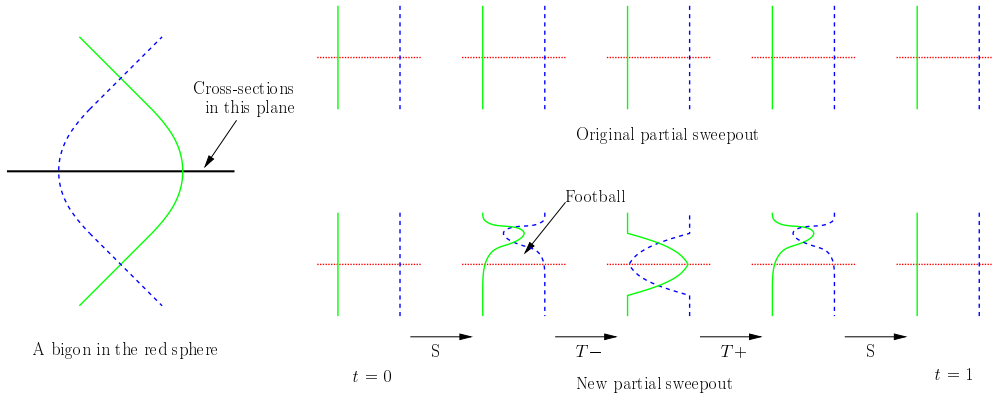 Cross-sections
in this plane
A bigon in the red sphere
Original partial sweepout
Football
S
T−
T+
S
t = 0
New partial sweepout
t = 1